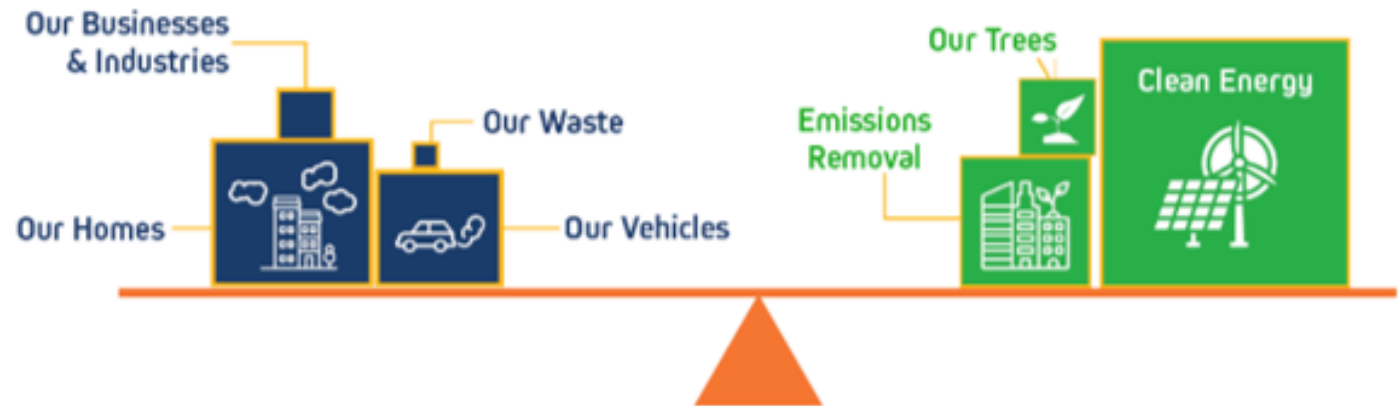 Our Businesses
& Industries
Our Waste
Our Homes
Our Vehicles
Our Trees
Clean Energy
Emissions
Removal